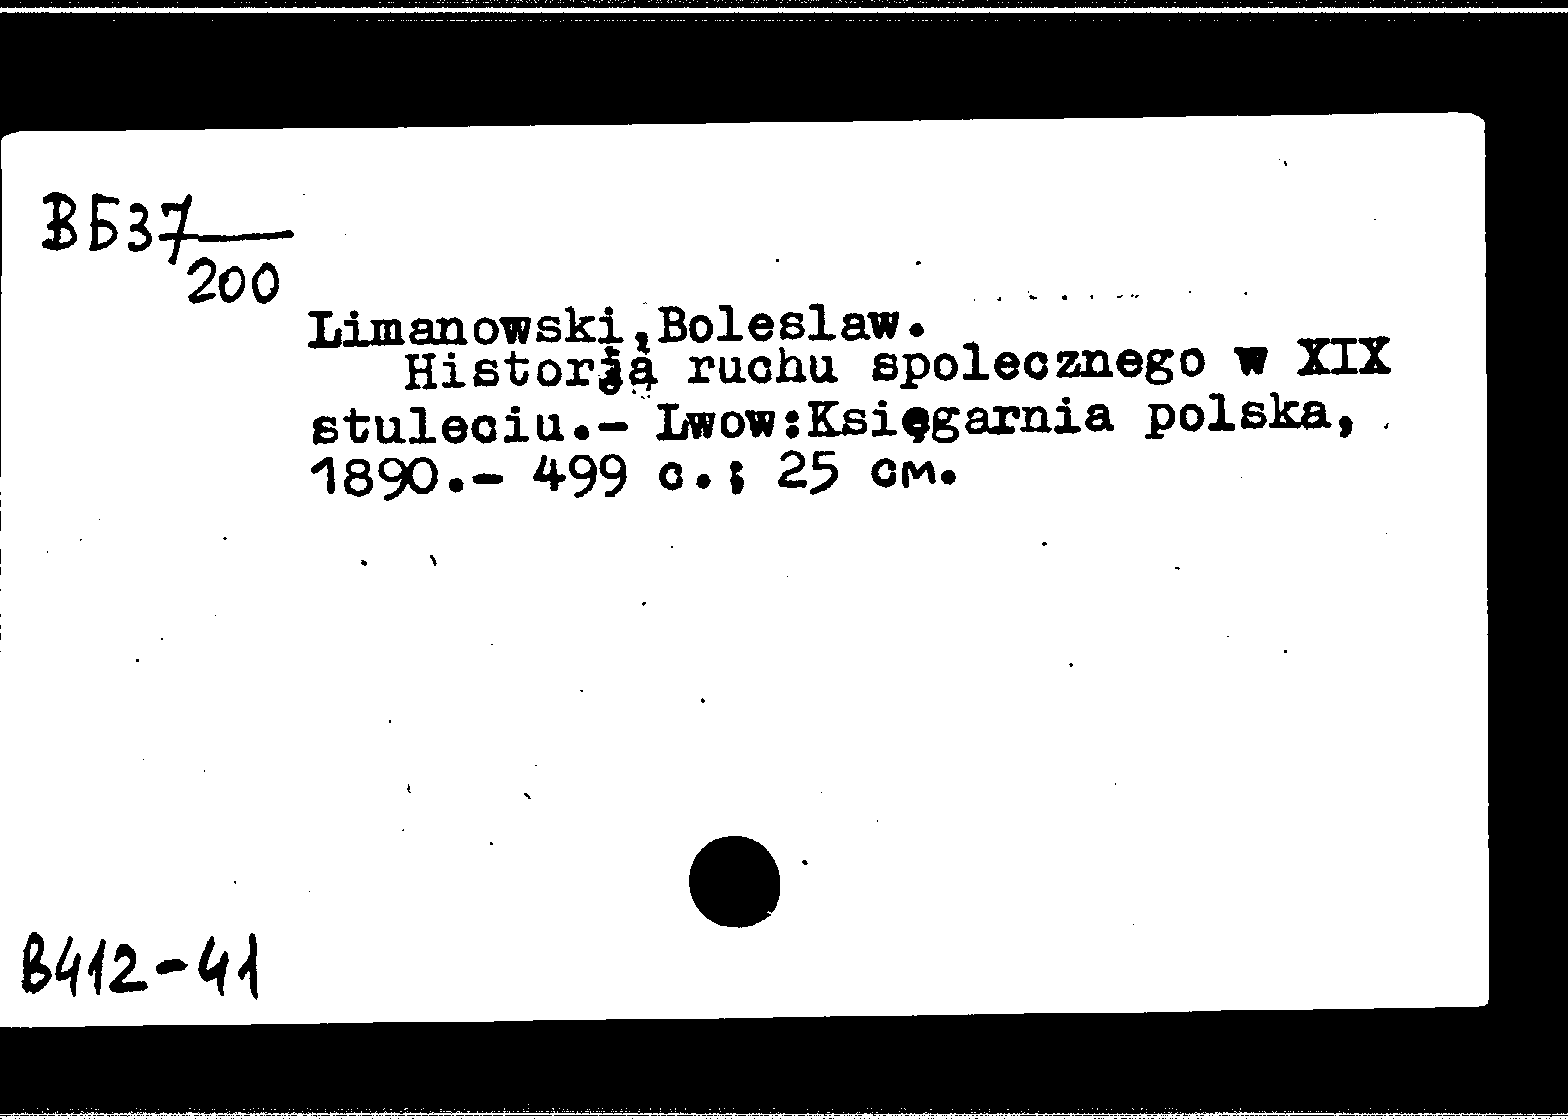 ВБ37
200
Limanowski,Boleslaw.
Historja ruchu spolecznego w XIX
stuleciu.- Lwow:Księgarnia polska,
1890.- 499 с.; 25 см.
В412-41